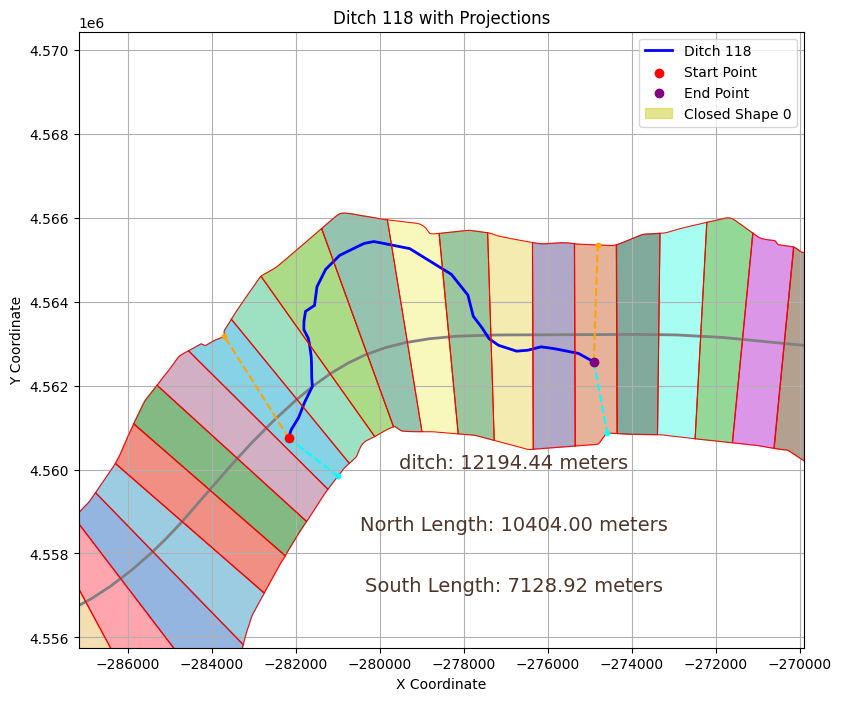 Ditch 118 with Projections
1e6
4.570
4.568
4.566
4.564
4.562
4.560
4.558
4.556
Y Coordinate
Ditch 118
Start Point
End Point
Closed Shape 0
ditch: 12194.44 meters
North Length: 10404.00 meters
South Length: 7128.92 meters
−286000 −284000 −282000 −280000 −278000 −276000 −274000 −272000 −270000
X Coordinate